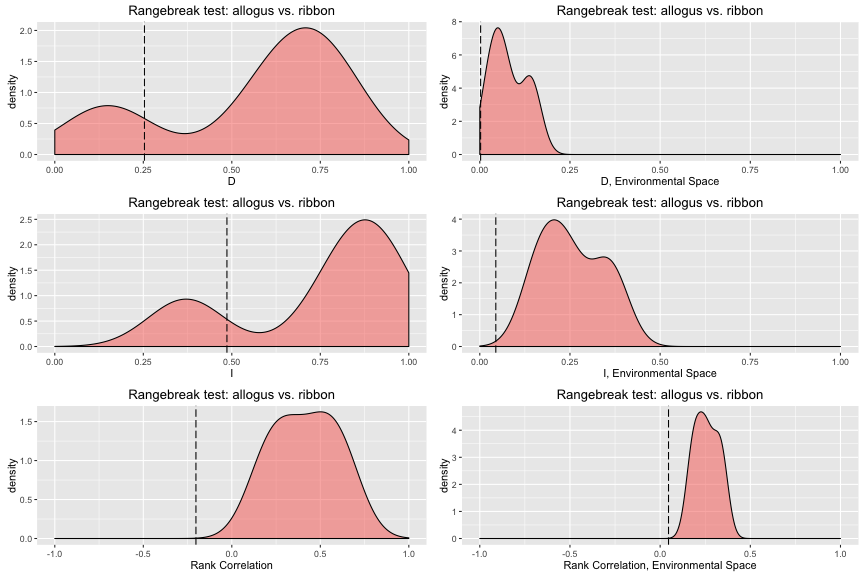 Rangebreak test: allogus vs. ribbon
density
2.0
1.5
1.0
0.5
0.0
0.00 0.25 0.50 0.75 1.00
D
Rangebreak test: allogus vs. ribbon
density
8
6
4
2
0
0.00 0.25 0.50 0.75 1.00
D, Environmental Space
Rangebreak test: allogus vs. ribbon
density
2.5
2.0
1.5
1.0
0.5
0.0
0.00 0.25 0.50 0.75 1.00
I
Rangebreak test: allogus vs. ribbon
density
4
3
2
1
0
0.00 0.25 0.50 0.75 1.00
I, Environmental Space
Rangebreak test: allogus vs. ribbon
density
1.5
1.0
0.5
0.0
-1.0 -0.5 0.0 0.5 1.0
Rank Correlation
Rangebreak test: allogus vs. ribbon
density
4
3
2
1
0
-1.0 -0.5 0.0 0.5 1.0
Rank Correlation, Environmental Space